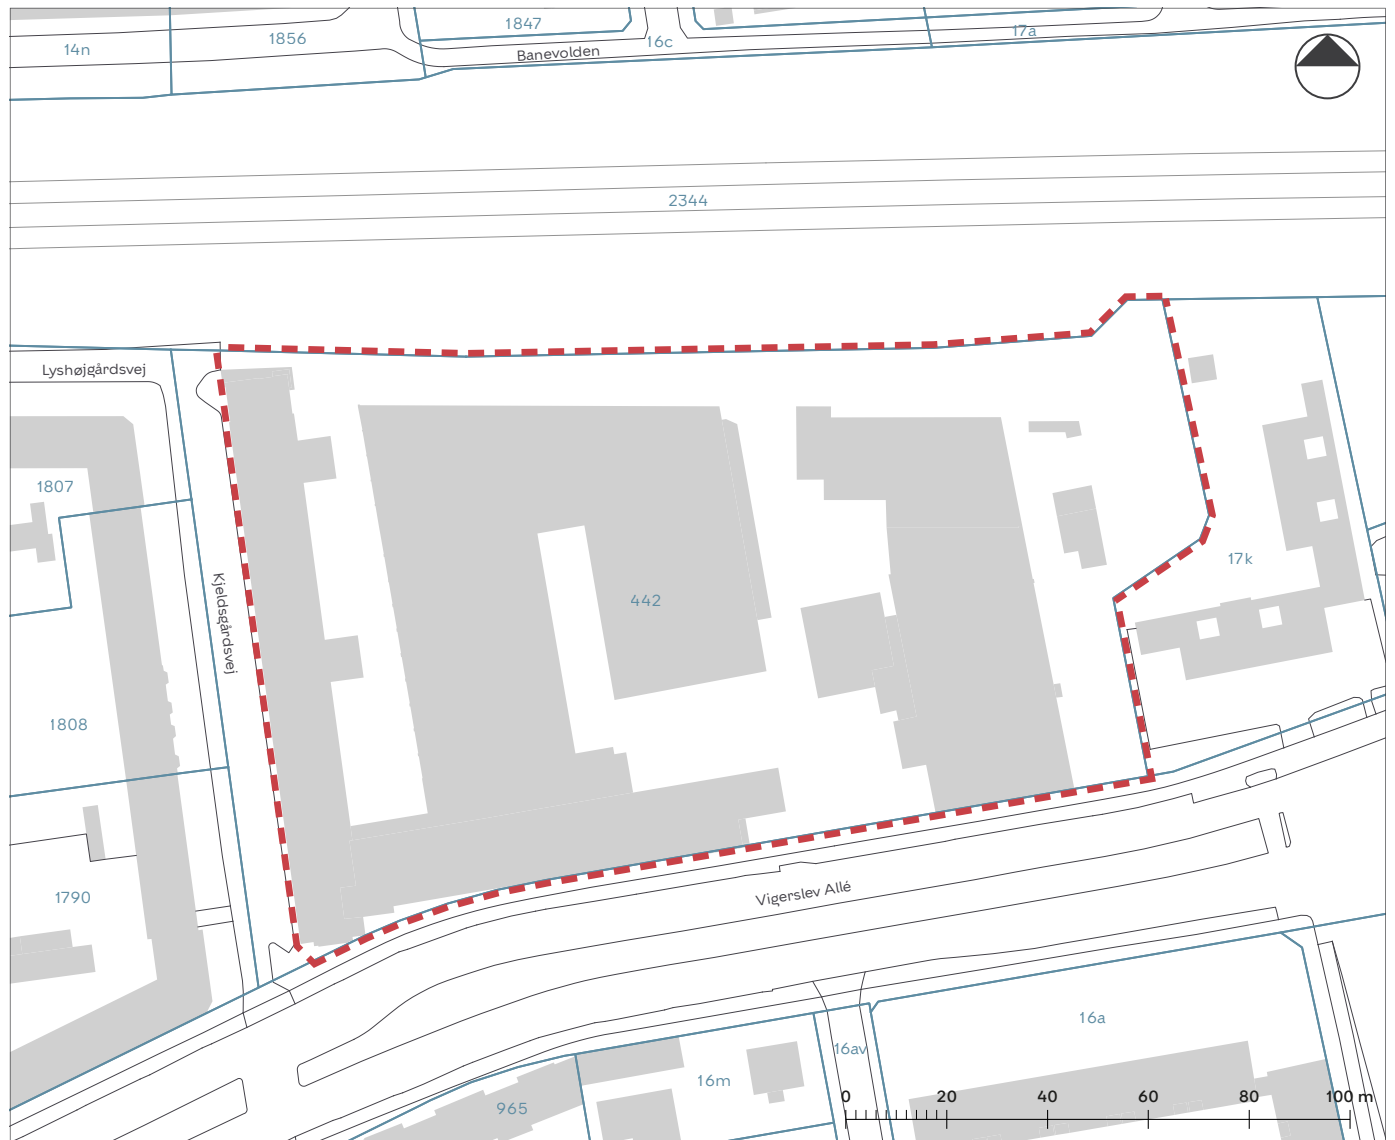 1847
1856
14n
16c
17a
Banevolden
2344
Lyshøjgårdsvej
1807
17k
Kjeldsgårdsvej
442
1808
1790
Vigerslev Allé
16a
16av
16m
965
0 20 40 60 80 100 m